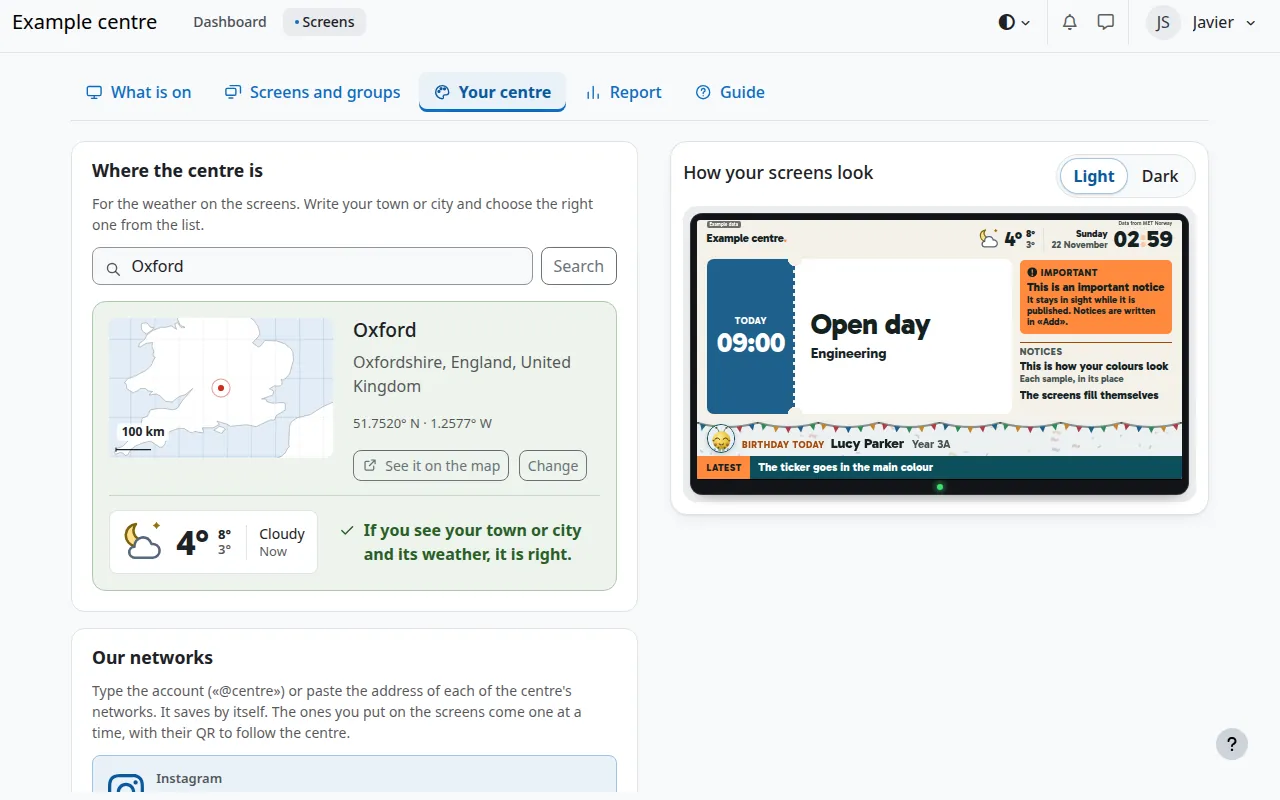 Example centre
Dashboard
Screens
JS
Javier
What is on
Screens and groups
Your centre
Report
Guide
Where the centre is
For the weather on the screens. Write your town or city and choose the right
one from the list.
Oxford
Search
100 km
Oxford
Oxfordshire, England, United
Kingdom
51.7520° N · 1.2577° W
See it on the map
Change
4°
8°
3°
Cloudy
Now
If you see your town or city
and its weather, it is right.
Our networks
Type the account («@centre») or paste the address of each of the centre's
networks. It saves by itself. The ones you put on the screens come one at a
time, with their QR to follow the centre.
Instagram
How your screens look
Light
Dark
Example data
Example centre.
4°
8°
3°
Data from MET Norway
Sunday
22 November
02:59
TODAY
09:00
Open day
Engineering
IMPORTANT
This is an important notice
It stays in sight while it is
published. Notices are written
in «Add».
NOTICES
This is how your colours look
Each sample, in its place
The screens fill themselves
BIRTHDAY TODAY Lucy Parker Year 3A
LATEST
The ticker goes in the main colour
?